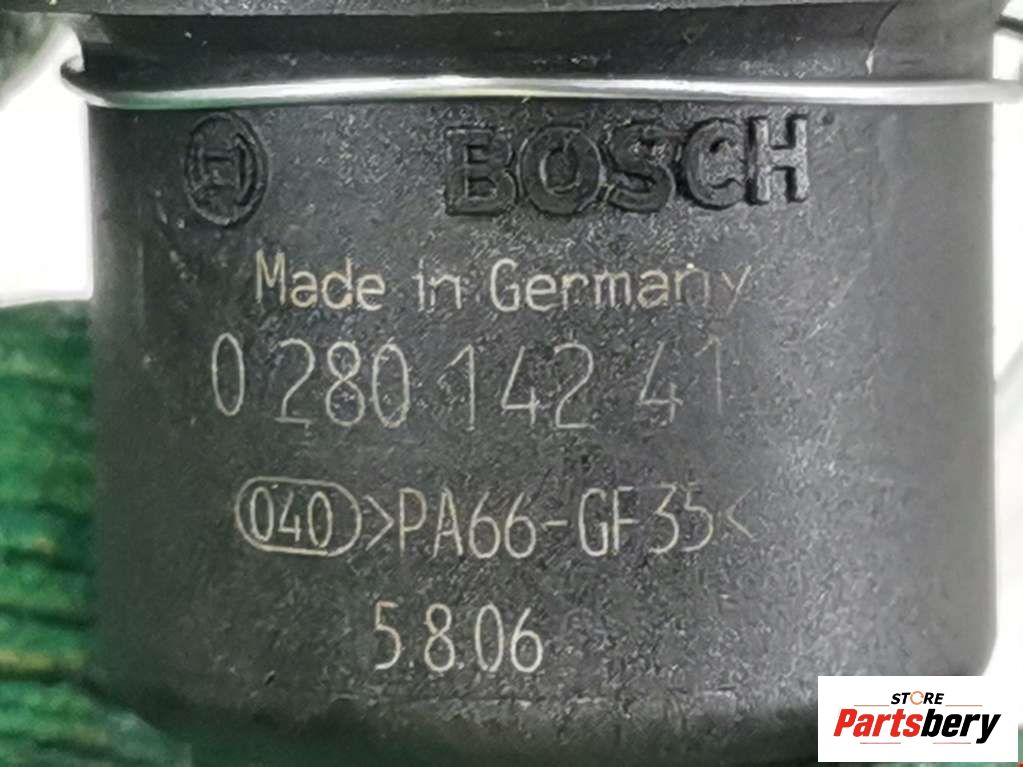 BOSCH
Made in Germany
0 280 142 41
040 >PA66-GF35<
5.8.06
STORE
Partsbery